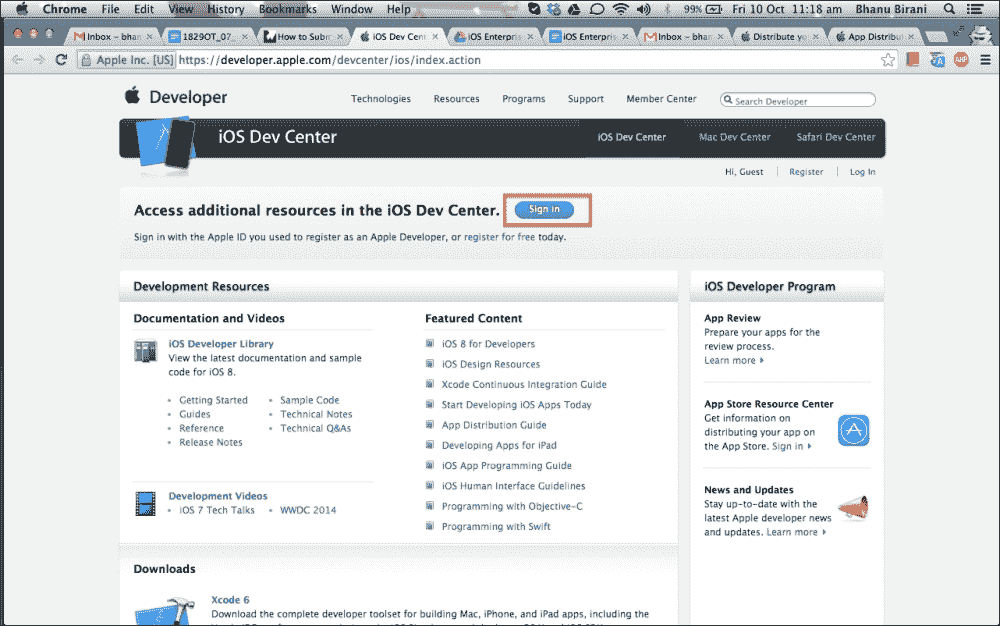 Chrome File Edit View History Bookmarks Window Help 99% Fri 10 Oct 11:18 am Bhanu Birani
Inbox – bhan × 1829OT_07_ × How to Subm × iOS Dev Cent × iOS Enterpris × iOS Enterpris × Inbox – bhan × Distribute yo × App Distribut ×
Apple Inc. [US] https://developer.apple.com/devcenter/ios/index.action ABP
Developer Technologies Resources Programs Support Member Center Search Developer
iOS Dev Center iOS Dev Center Mac Dev Center Safari Dev Center
Hi, Guest Register Log In
Access additional resources in the iOS Dev Center. Sign in
Sign in with the Apple ID you used to register as an Apple Developer, or register for free today.
Development Resources
Documentation and Videos
iOS Developer Library
View the latest documentation and sample
code for iOS 8.
• Getting Started • Sample Code
• Guides • Technical Notes
• Reference • Technical Q&As
• Release Notes
Development Videos
• iOS 7 Tech Talks • WWDC 2014
Featured Content
iOS 8 for Developers
iOS Design Resources
Xcode Continuous Integration Guide
Start Developing iOS Apps Today
App Distribution Guide
Developing Apps for iPad
iOS App Programming Guide
iOS Human Interface Guidelines
Programming with Objective-C
Programming with Swift
iOS Developer Program
App Review
Prepare your apps for the
review process.
Learn more
App Store Resource Center
Get information on
distributing your app on
the App Store. Sign in
News and Updates
Stay up-to-date with the
latest Apple developer news
and updates. Learn more
Downloads
Xcode 6
Download the complete developer toolset for building Mac, iPhone, and iPad apps, including the